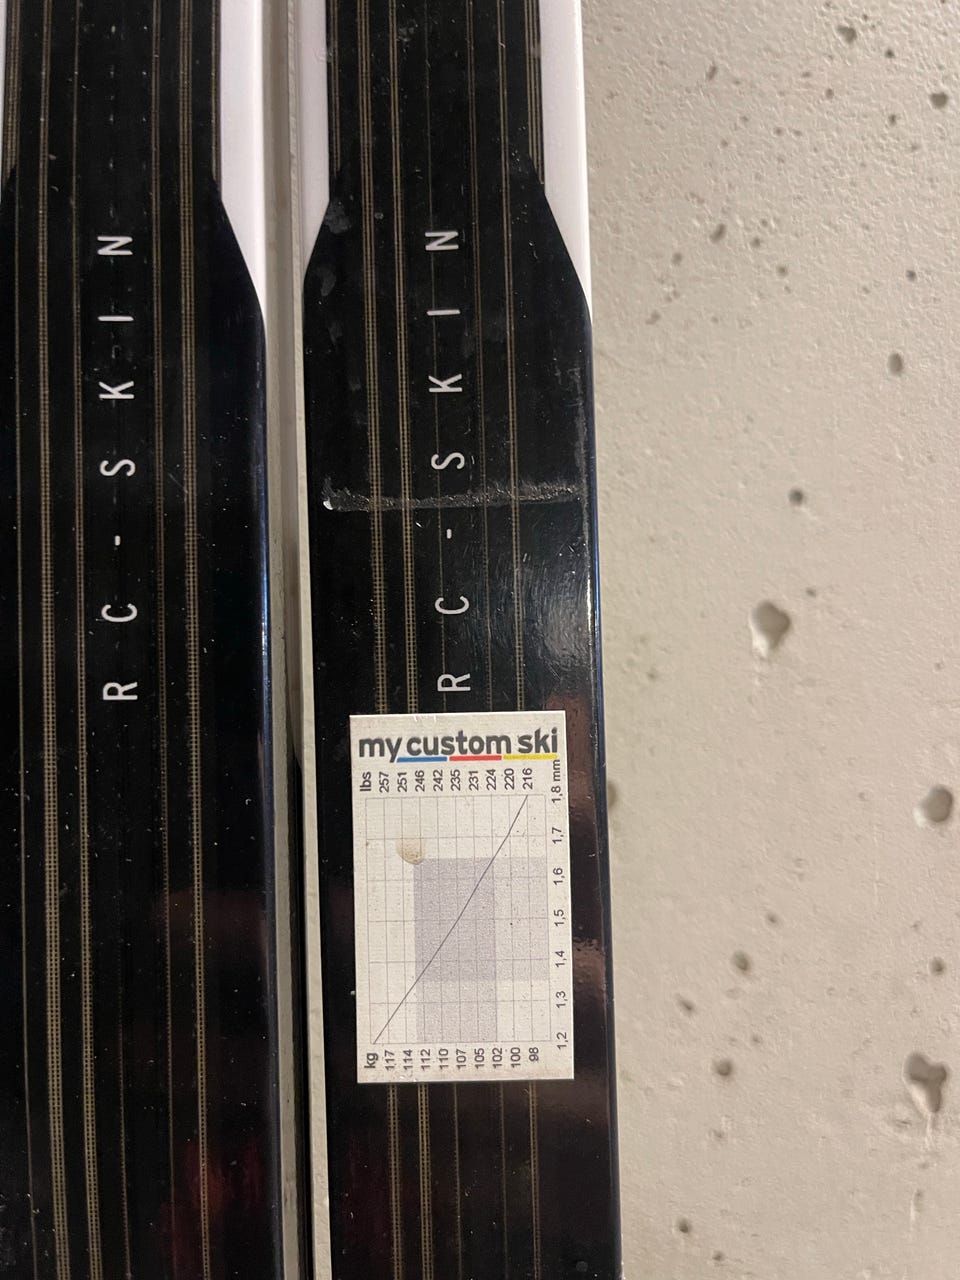 RC-SKIN
RC-SKIN
my custom ski
lbs 257 251 246 242 235 231 224 220 216
1,8 mm
1,7
1,6
1,5
1,4
1,3
1,2
kg 117 114 112 110 107 105 102 100 98